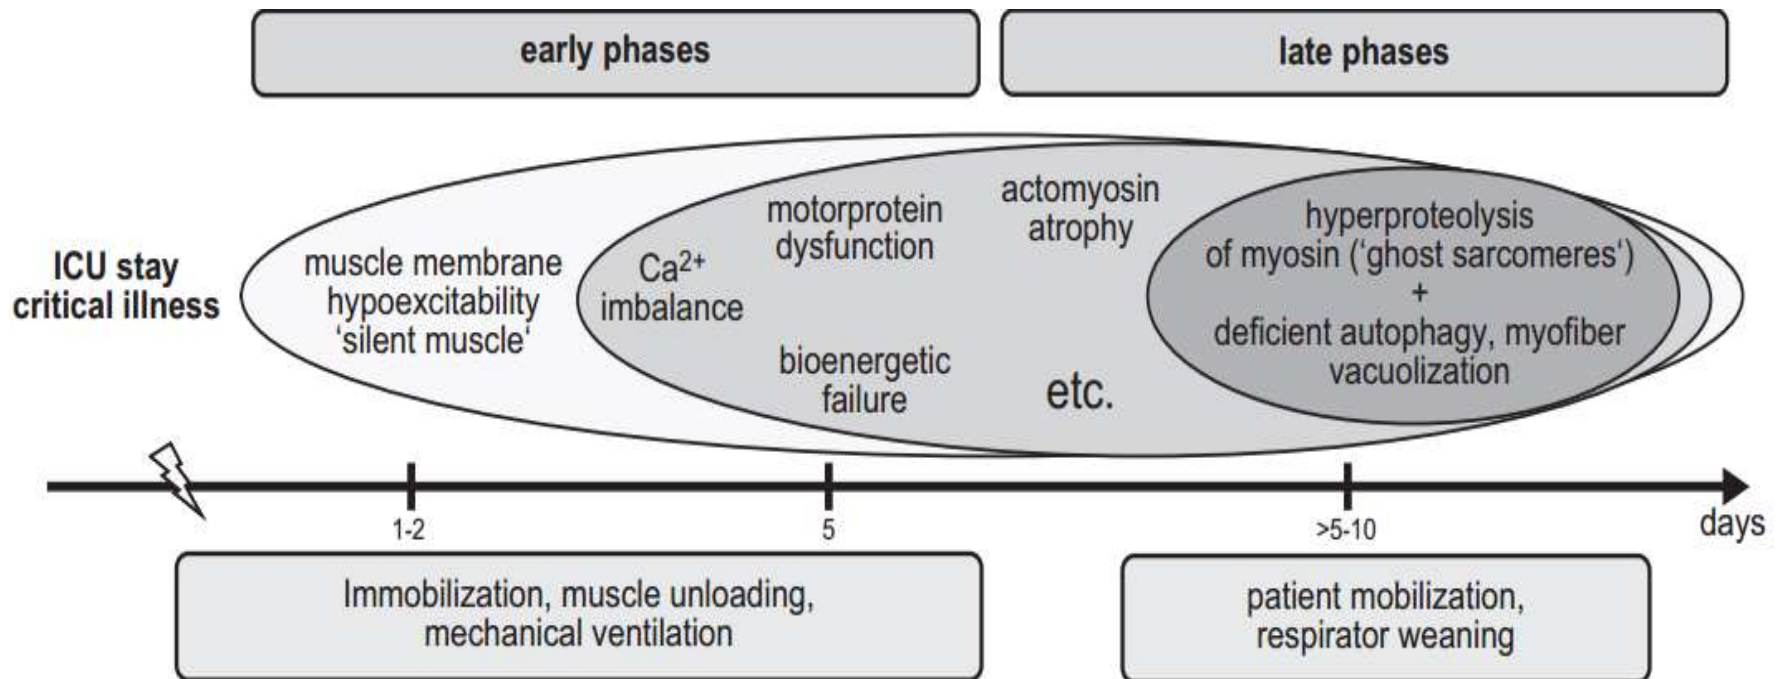 early phases
late phases
ICU stay
critical illness
muscle membrane
hypoexcitability
'silent muscle'
Ca²⁺
imbalance
motorprotein
dysfunction
bioenergetic
failure
actomyosin
atrophy
etc.
hyperproteolysis
of myosin ('ghost sarcomeres')
+
deficient autophagy, myofiber
vacuolization
1-2
5
>5-10
days
Immobilization, muscle unloading,
mechanical ventilation
patient mobilization,
respirator weaning